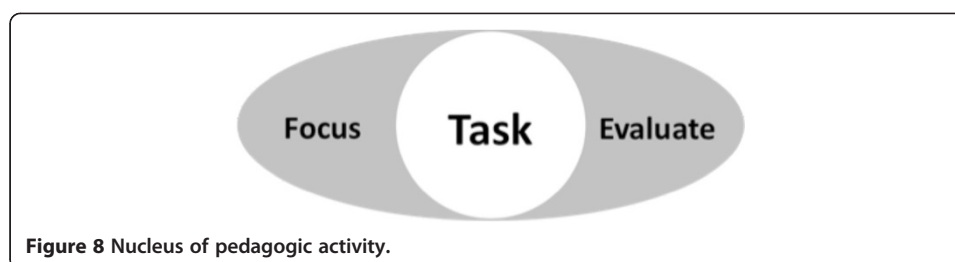 Focus Task Evaluate
Figure 8 Nucleus of pedagogic activity.